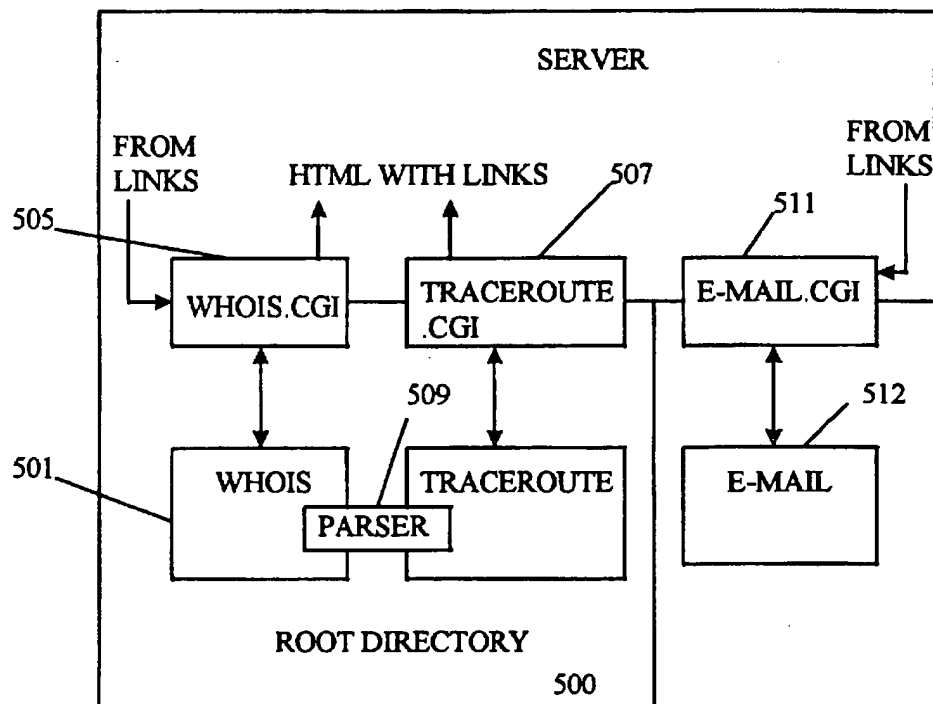 SERVER
FROM
LINKS
HTML WITH LINKS
507
FROM
LINKS
505
511
WHOIS.CGI
TRACEROUTE
.CGI
E-MAIL.CGI
509
512
501
WHOIS
TRACEROUTE
E-MAIL
PARSER
ROOT DIRECTORY
500